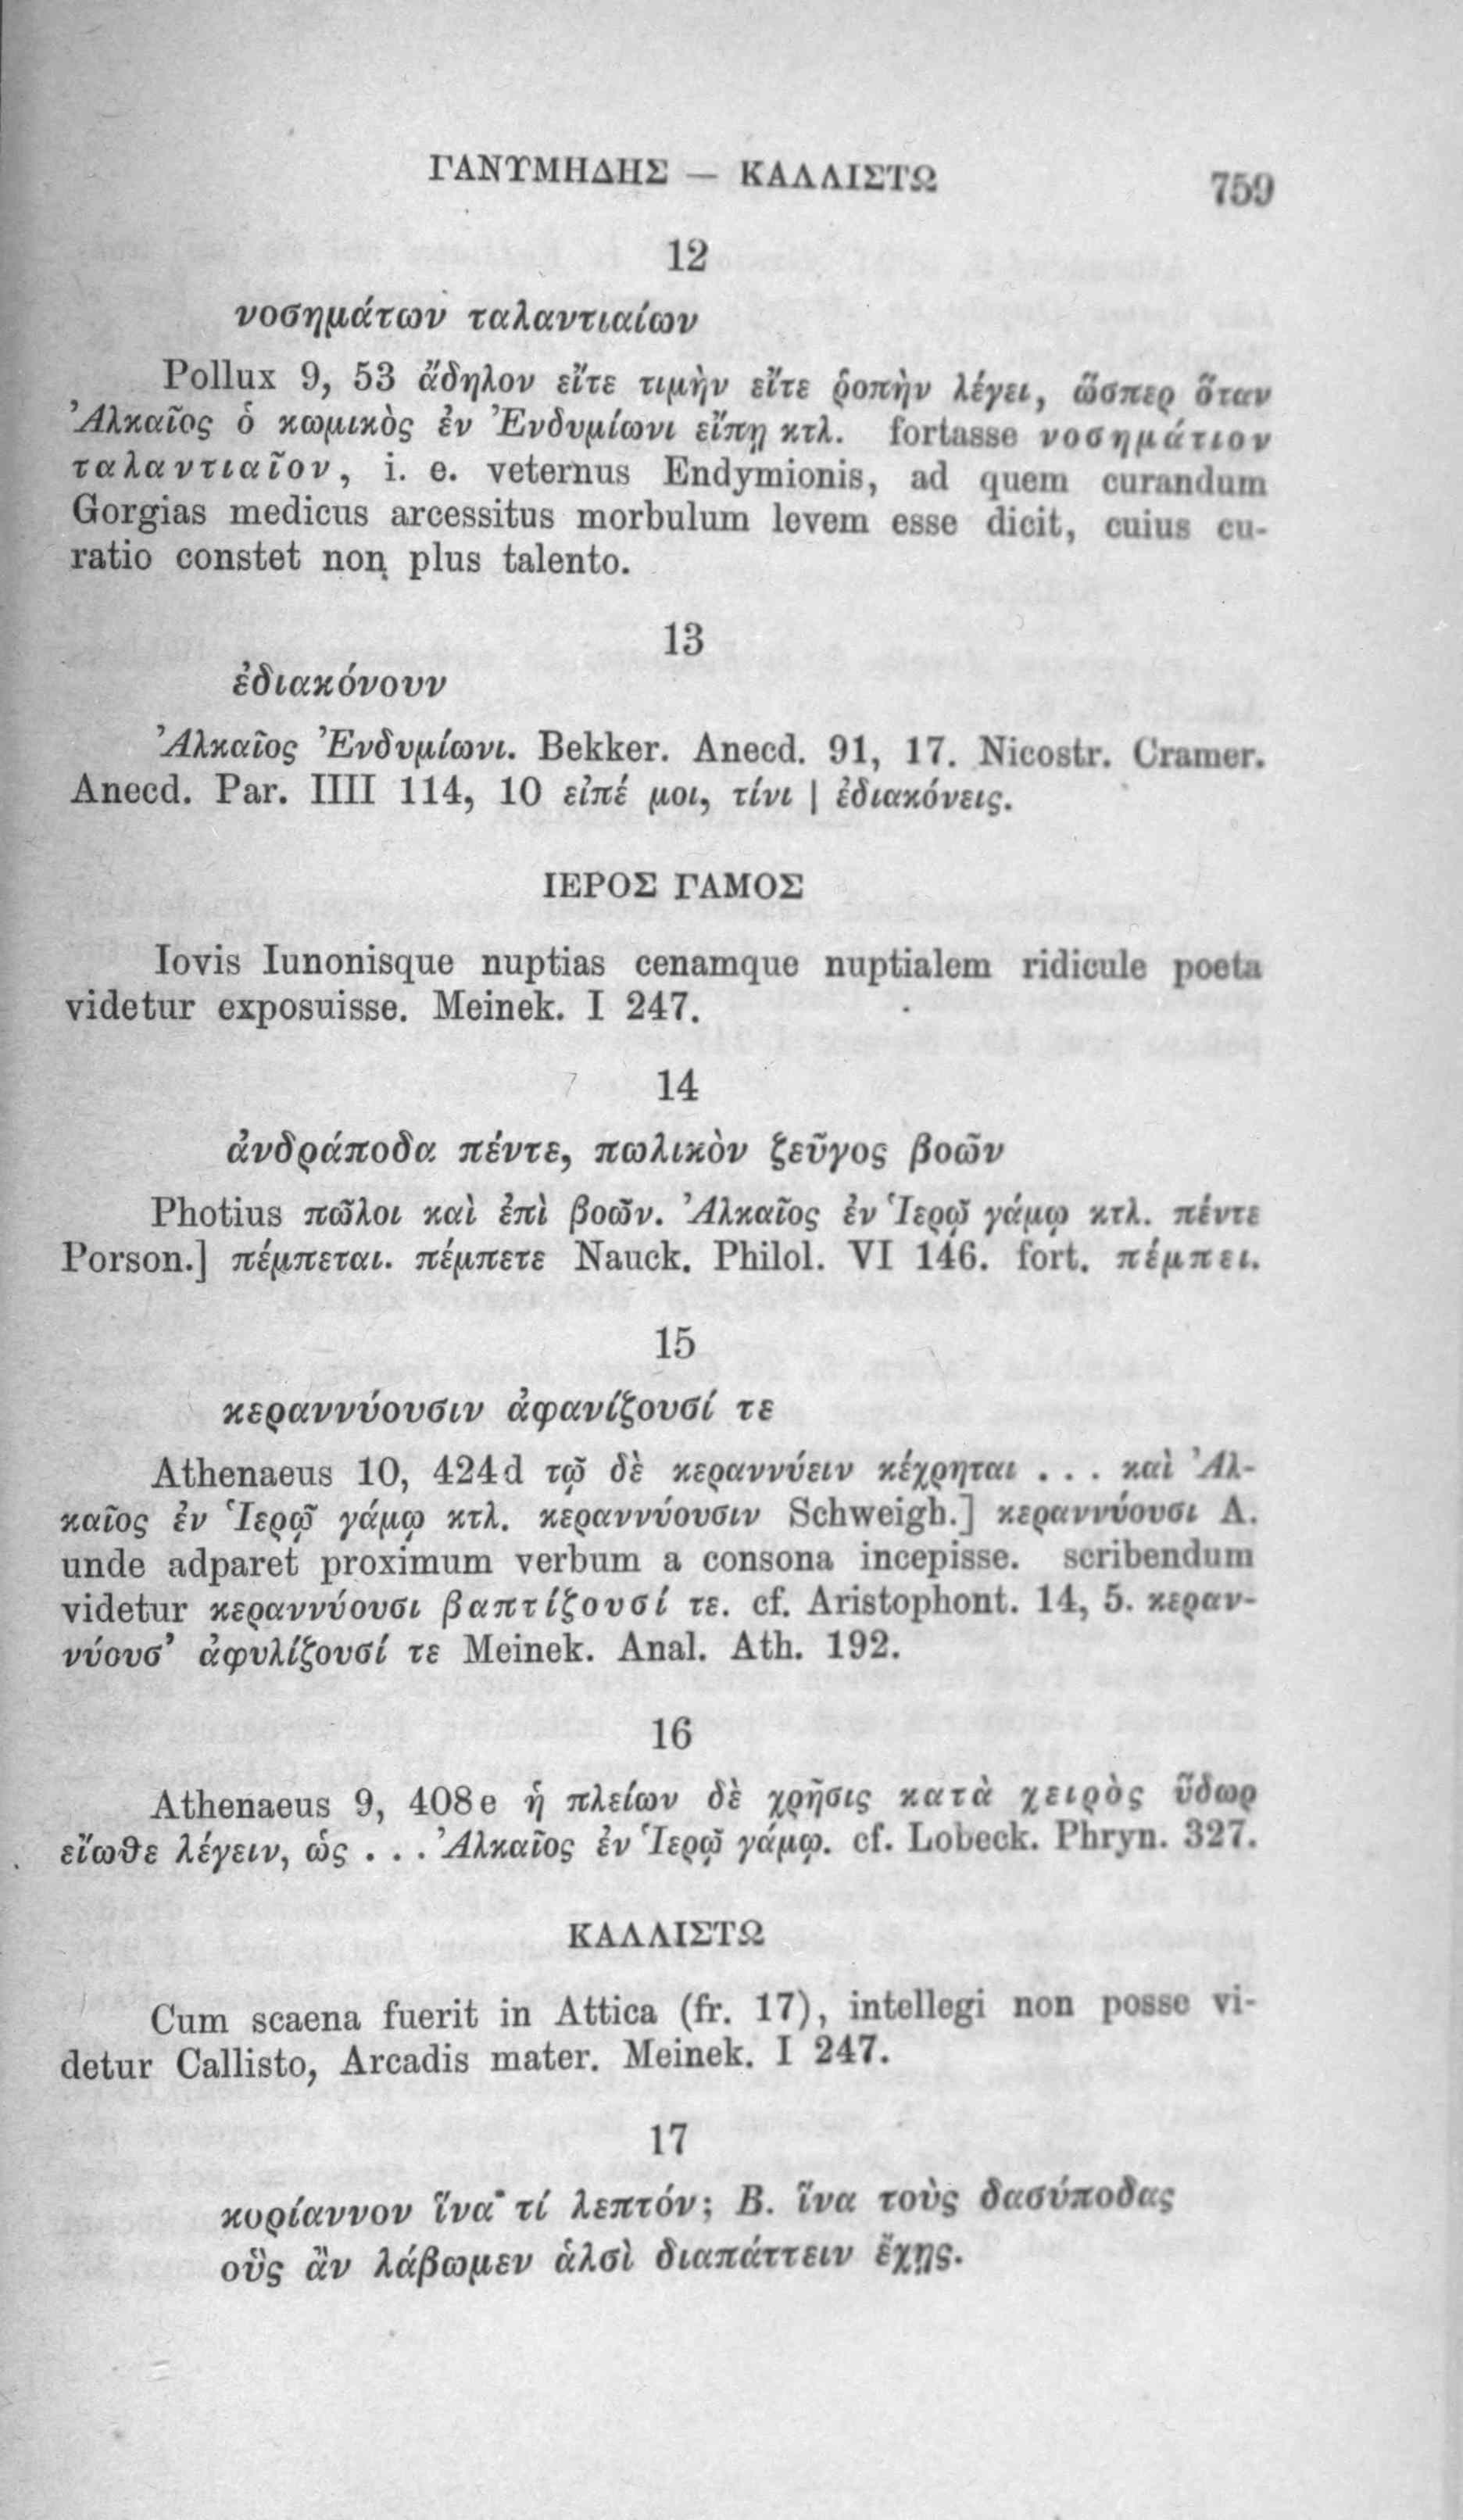 ΓΑΝΥΜΗΔΗΣ — ΚΑΛΛΙΣΤΩ 759
12
νοσημάτων ταλαντιαίων
Pollux 9, 53 ἄδηλον εἴτε τιμὴν εἴτε ῥοπὴν λέγει, ὥσπερ ὅταν
Ἀλκαῖος ὁ κωμικὸς ἐν Ἐνδυμίωνι εἴπῃ κτλ. fortasse νοσημάτιον
ταλαντιαῖον, i. e. veternus Endymionis, ad quem curandum
Gorgias medicus arcessitus morbulum levem esse dicit, cuius cu-
ratio constet non plus talento.
13
ἐδιακόνουν
Ἀλκαῖος Ἐνδυμίωνι. Bekker. Anecd. 91, 17. Nicostr. Cramer.
Anecd. Par. IIII 114, 10 εἰπέ μοι, τίνι | ἐδιακόνεις.
ΙΕΡΟΣ ΓΑΜΟΣ
Iovis Iunonisque nuptias cenamque nuptialem ridicule poeta
videtur exposuisse. Meinek. I 247.
14
ἀνδράποδα πέντε, πωλικὸν ζεῦγος βοῶν
Photius πῶλοι καὶ ἐπὶ βοῶν. Ἀλκαῖος ἐν Ἱερῷ γάμῳ κτλ. πέντε
Porson.] πέμπεται. πέμπετε Nauck. Philol. VI 146. fort. πέμπει.
15
κεραννύουσιν ἀφανίζουσί τε
Athenaeus 10, 424d τῷ δὲ κεραννύειν κέχρηται . . . καὶ Ἀλ-
καῖος ἐν Ἱερῷ γάμῳ κτλ. κεραννύουσιν Schweigh.] κεραννύουσι A.
unde adparet proximum verbum a consona incepisse. scribendum
videtur κεραννύουσι βαπτίζουσί τε. cf. Aristophont. 14, 5. κεραν-
νύουσ’ ἀφυλίζουσί τε Meinek. Anal. Ath. 192.
16
Athenaeus 9, 408e ἡ πλείων δὲ χρῆσις κατὰ χειρὸς ὕδωρ
εἴωθε λέγειν, ὡς . . . Ἀλκαῖος ἐν Ἱερῷ γάμῳ. cf. Lobeck. Phryn. 327.
ΚΑΛΛΙΣΤΩ
Cum scaena fuerit in Attica (fr. 17), intellegi non posse vi-
detur Callisto, Arcadis mater. Meinek. I 247.
17
κορίαννον ἵνα τί λεπτόν; Β. ἵνα τοὺς δασύποδας
οὓς ἂν λάβωμεν ἁλσὶ διαπάττειν ἔχῃς.